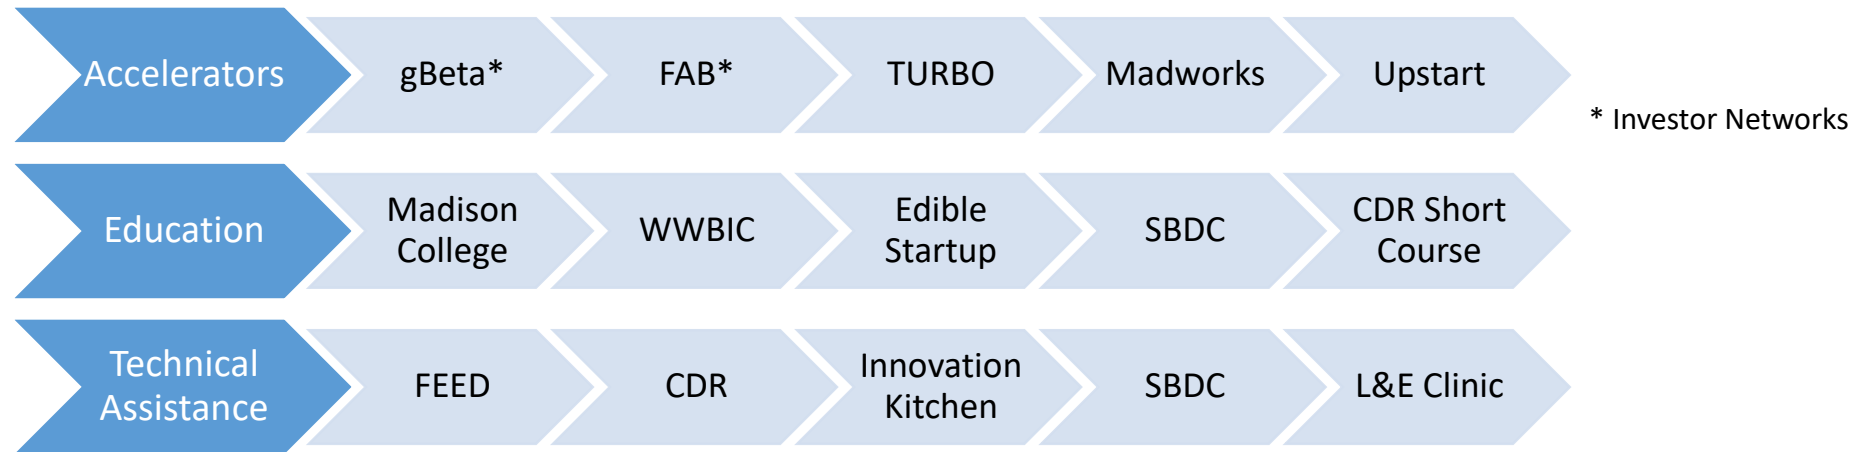 Accelerators
gBeta*
FAB*
TURBO
Madworks
Upstart
* Investor Networks
Education
Madison
College
WWBIC
Edible
Startup
SBDC
CDR Short
Course
Technical
Assistance
FEED
CDR
Innovation
Kitchen
SBDC
L&E Clinic